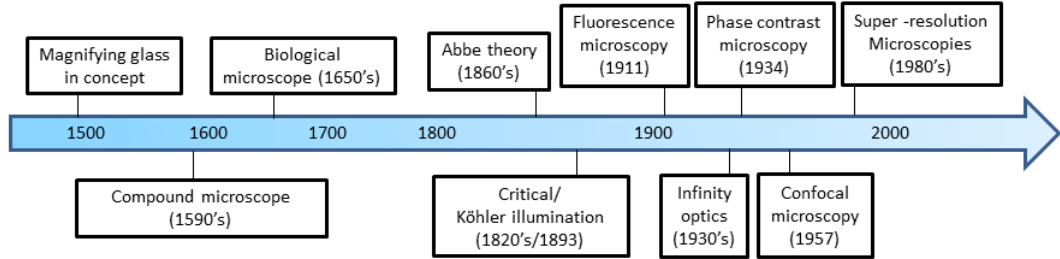 Magnifying glass
in concept
Biological
microscope (1650's)
Abbe theory
(1860's)
Fluorescence
microscopy
(1911)
Phase contrast
microscopy
(1934)
Super -resolution
Microscopies
(1980's)
1500 1600 1700 1800 1900 2000
Compound microscope
(1590's)
Critical/
Köhler illumination
(1820's/1893)
Infinity
optics
(1930's)
Confocal
microscopy
(1957)